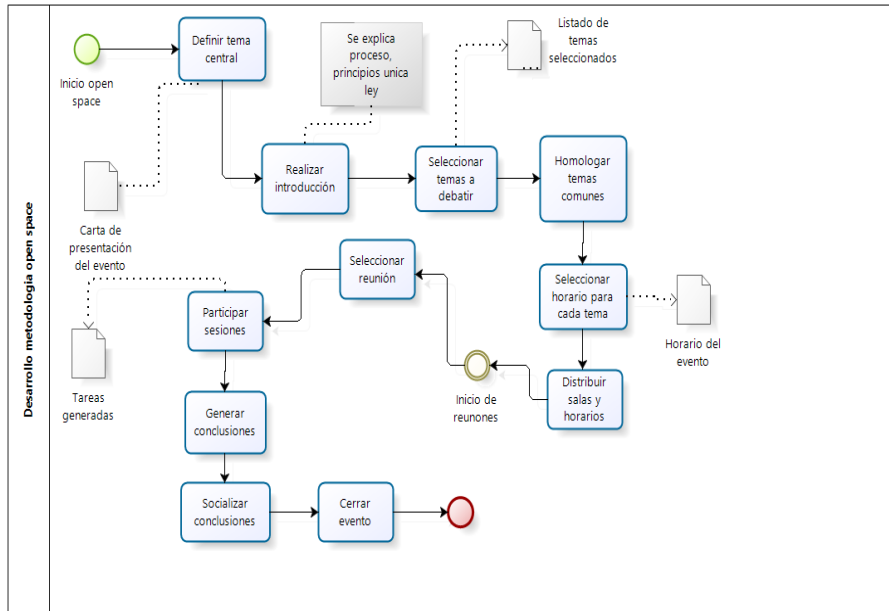 Desarrollo metodologia open space
Inicio open
space
Definir tema
central
Se explica
proceso,
principios unica
ley
Listado de
temas
seleccionados
Carta de
presentación
del evento
Realizar
introducción
Seleccionar
temas a
debatir
Homologar
temas
comunes
Seleccionar
horario para
cada tema
Horario del
evento
Distribuir
salas y
horarios
Inicio de
reunones
Seleccionar
reunión
Participar
sesiones
Tareas
generadas
Generar
conclusiones
Socializar
conclusiones
Cerrar
evento